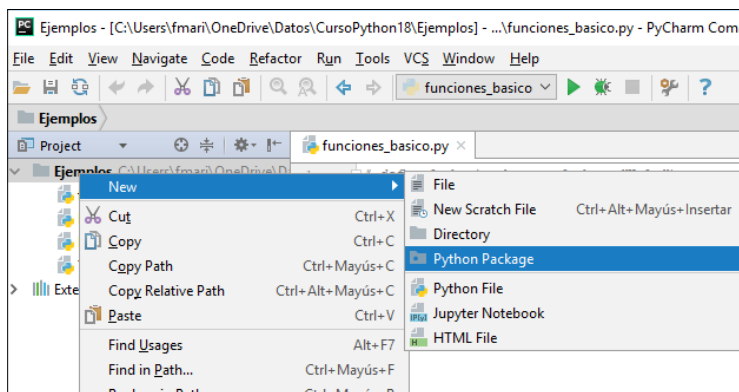 Ejemplos - [C:\Users\fmari\OneDrive\Datos\CursoPython18\Ejemplos] - ...\funciones_basico.py - PyCharm Com
File Edit View Navigate Code Refactor Run Tools VCS Window Help
funciones_basico
Ejemplos
Project funciones_basico.py
Ejemplos C:\Users\fmari\OneDrive\D
New
File
Cut Ctrl+X
New Scratch File Ctrl+Alt+Mayús+Insertar
Copy Ctrl+C
Directory
Copy Path Ctrl+Mayús+C
Python Package
Exte
Copy Relative Path Ctrl+Alt+Mayús+C
Python File
Paste Ctrl+V
Jupyter Notebook
Find Usages Alt+F7
HTML File
Find in Path... Ctrl+Mayús+F